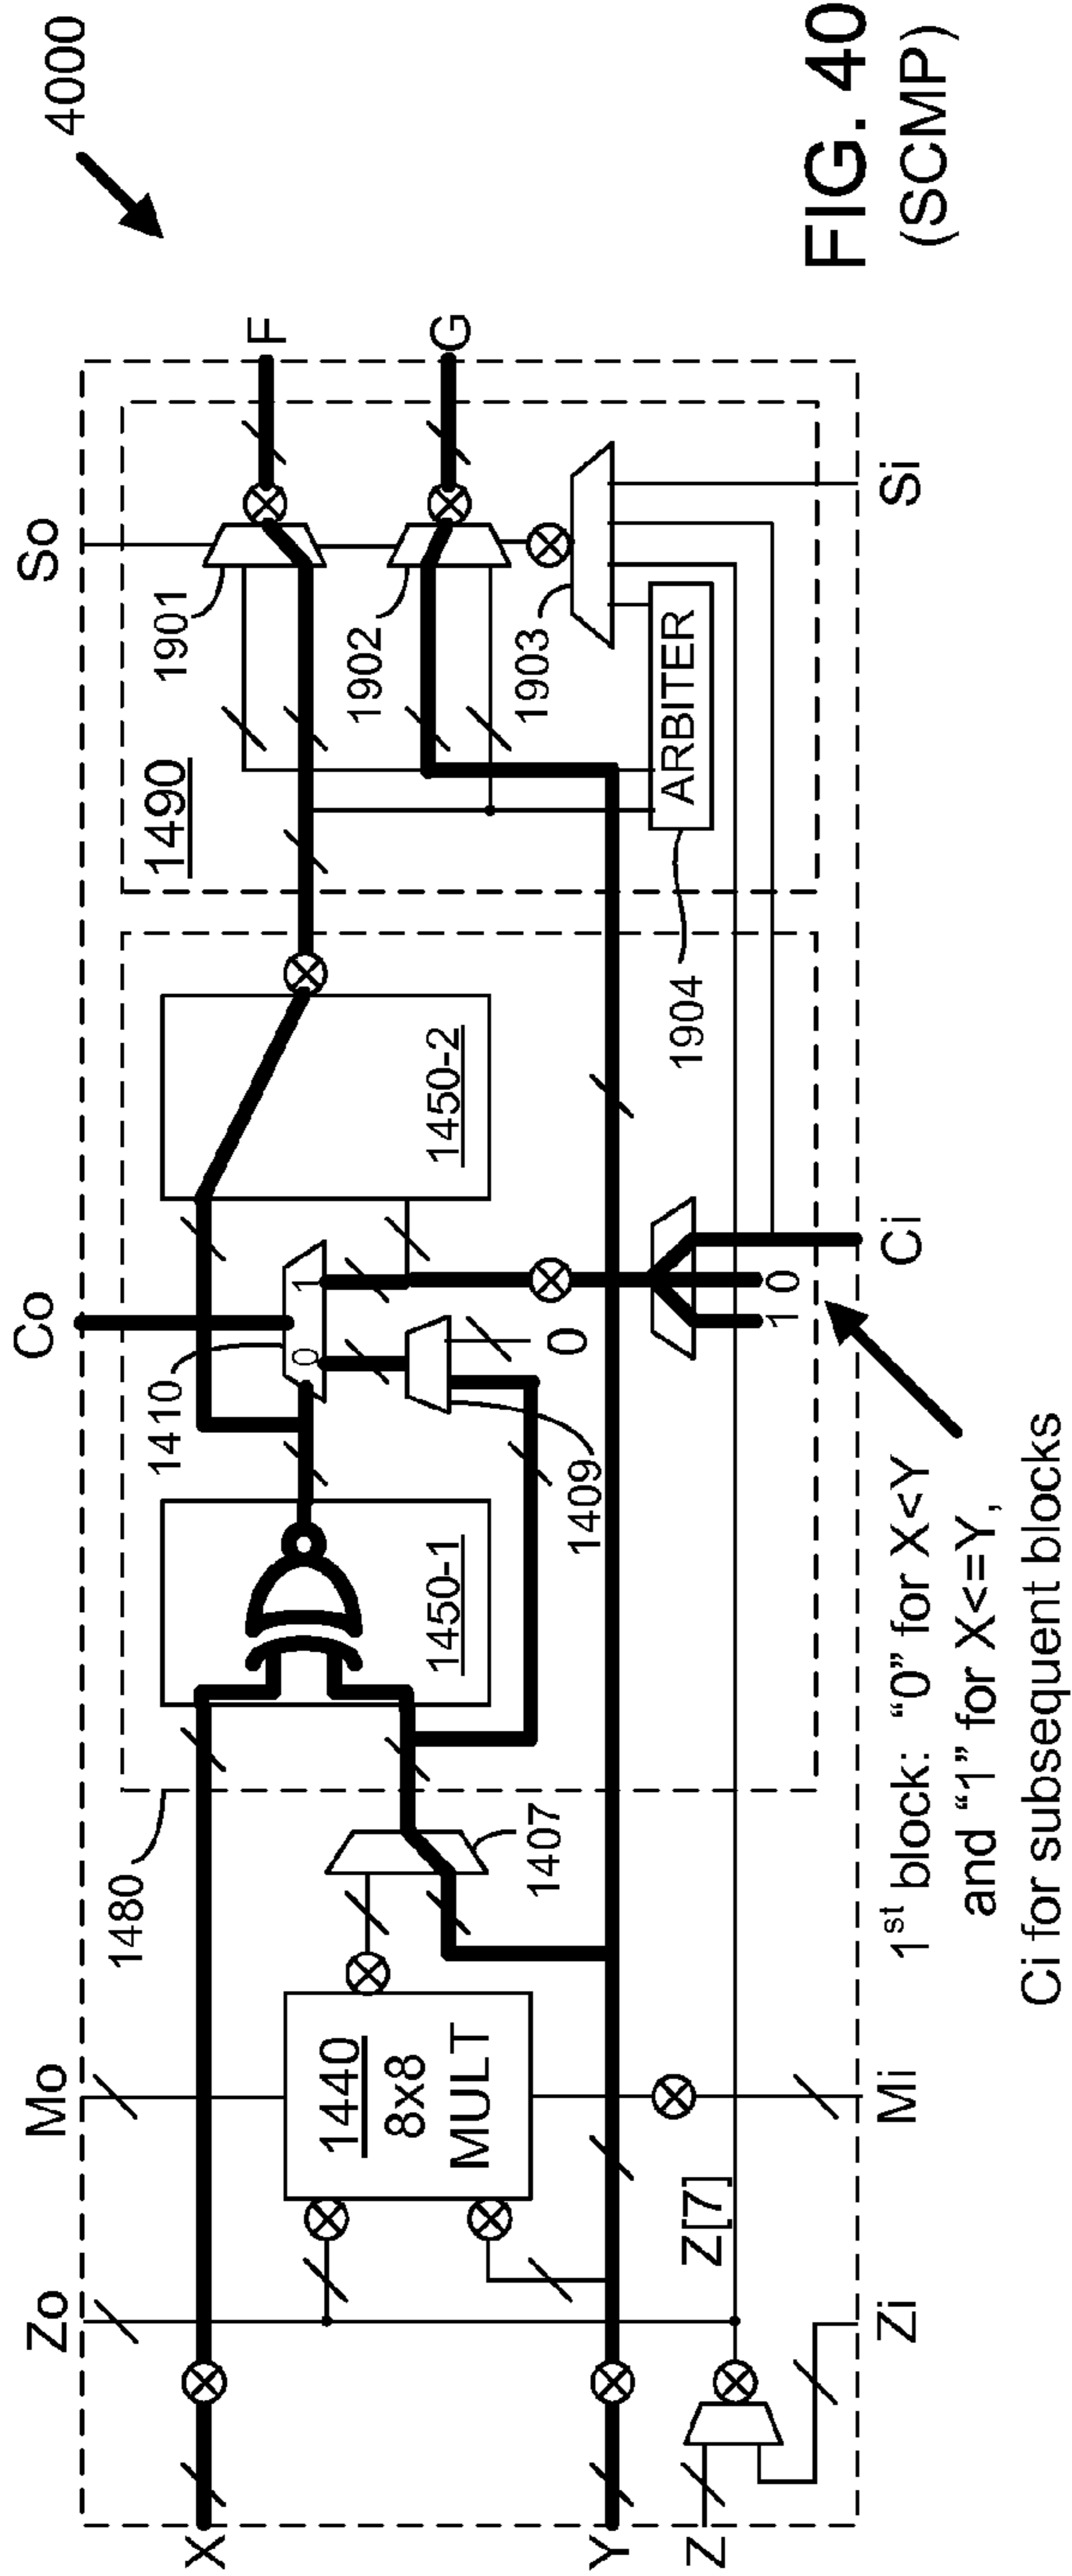 4000
So
Co
Mo
Zo
F
G
1901
1902
1903
1490
ARBITER
1904
1450-2
1410
0 1
0
1409
1450-1
1480
1407
1440
8x8
MULT
1 0
Z[7]
X
Y
Z
Zi
Mi
Ci
Si
1st block: "0" for X<Y
and "1" for X<=Y,
Ci for subsequent blocks
FIG. 40
(SCMP)